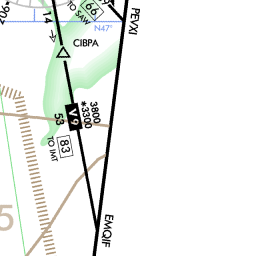 206
14
TO SAW
66
N47°
PEVXI
CIBPA
V9
53
3800
*3300
83
TO IMT
5
EMQIF